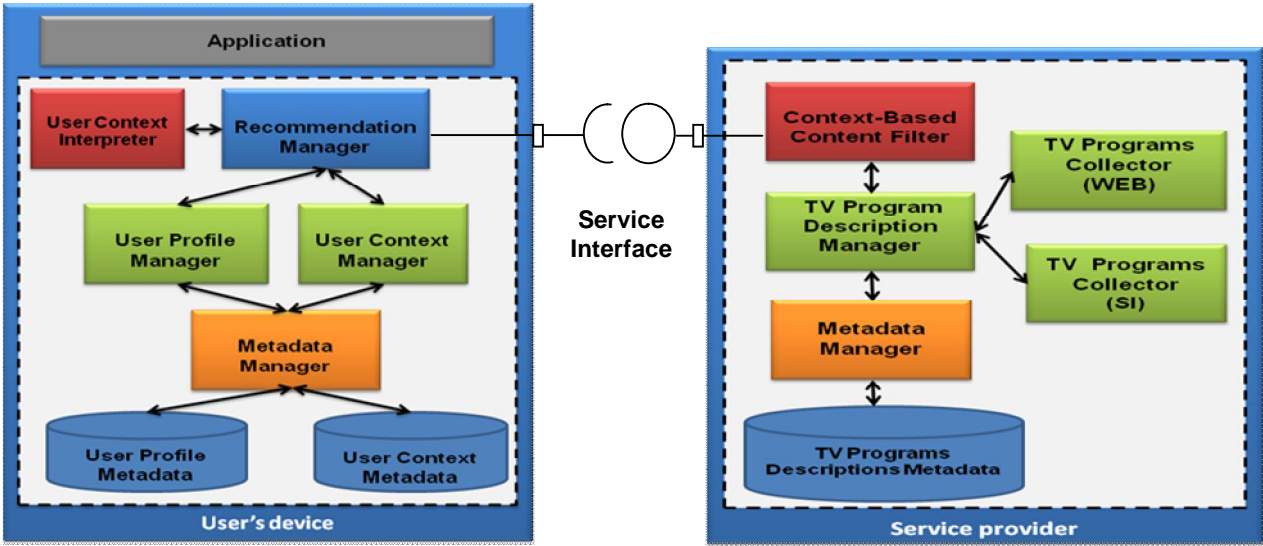 Application
User Context
Interpreter
Recommendation
Manager
User Profile
Manager
User Context
Manager
Metadata
Manager
User Profile
Metadata
User Context
Metadata
User's device
Service
Interface
Context-Based
Content Filter
TV Program
Description
Manager
TV Programs
Collector
(WEB)
TV Programs
Collector
(SI)
Metadata
Manager
TV Programs
Descriptions Metadata
Service provider